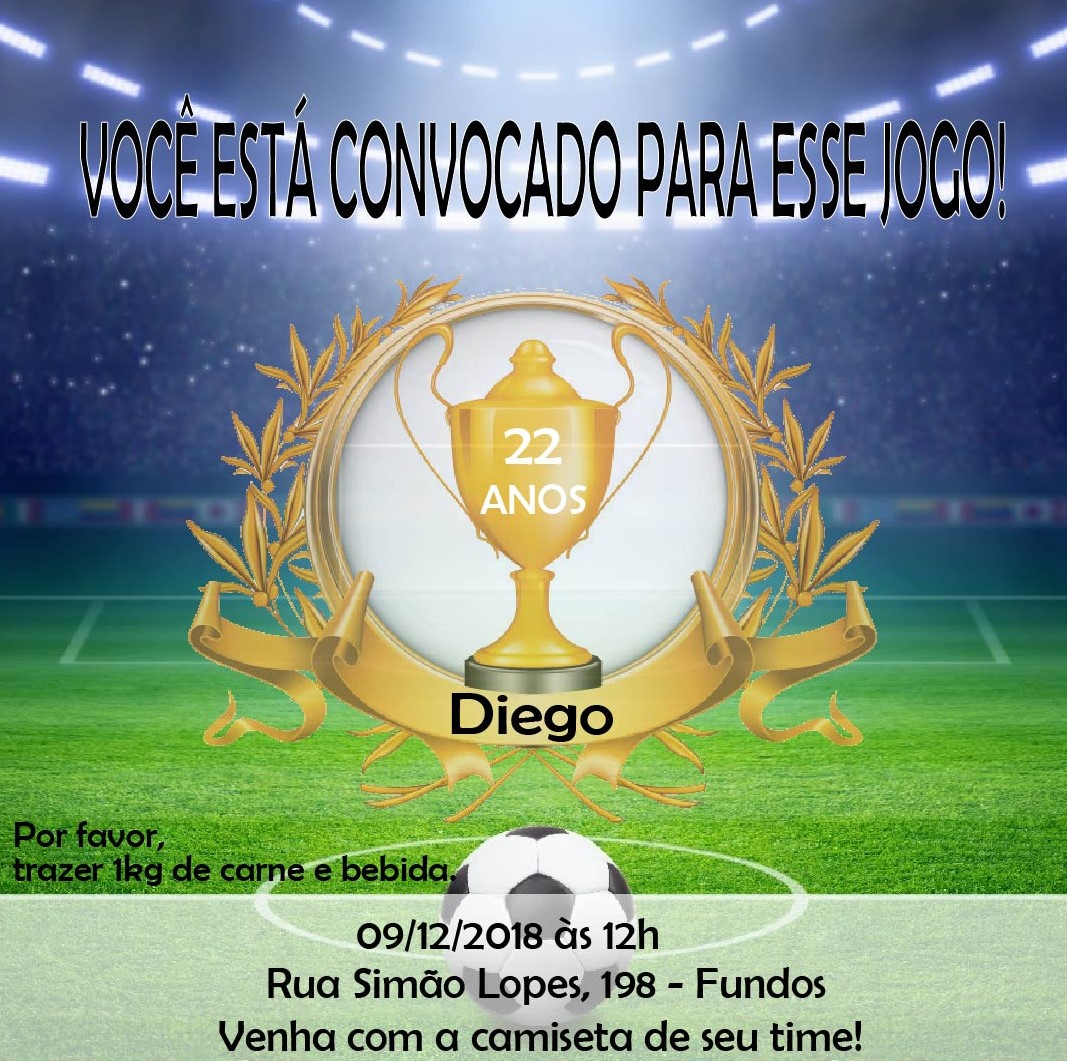 VOCÊ ESTÁ CONVOCADO PARA ESSE JOGO!
22
ANOS
Diego
Por favor,
trazer 1kg de carne e bebida.
09/12/2018 às 12h
Rua Simão Lopes, 198 - Fundos
Venha com a camiseta de seu time!